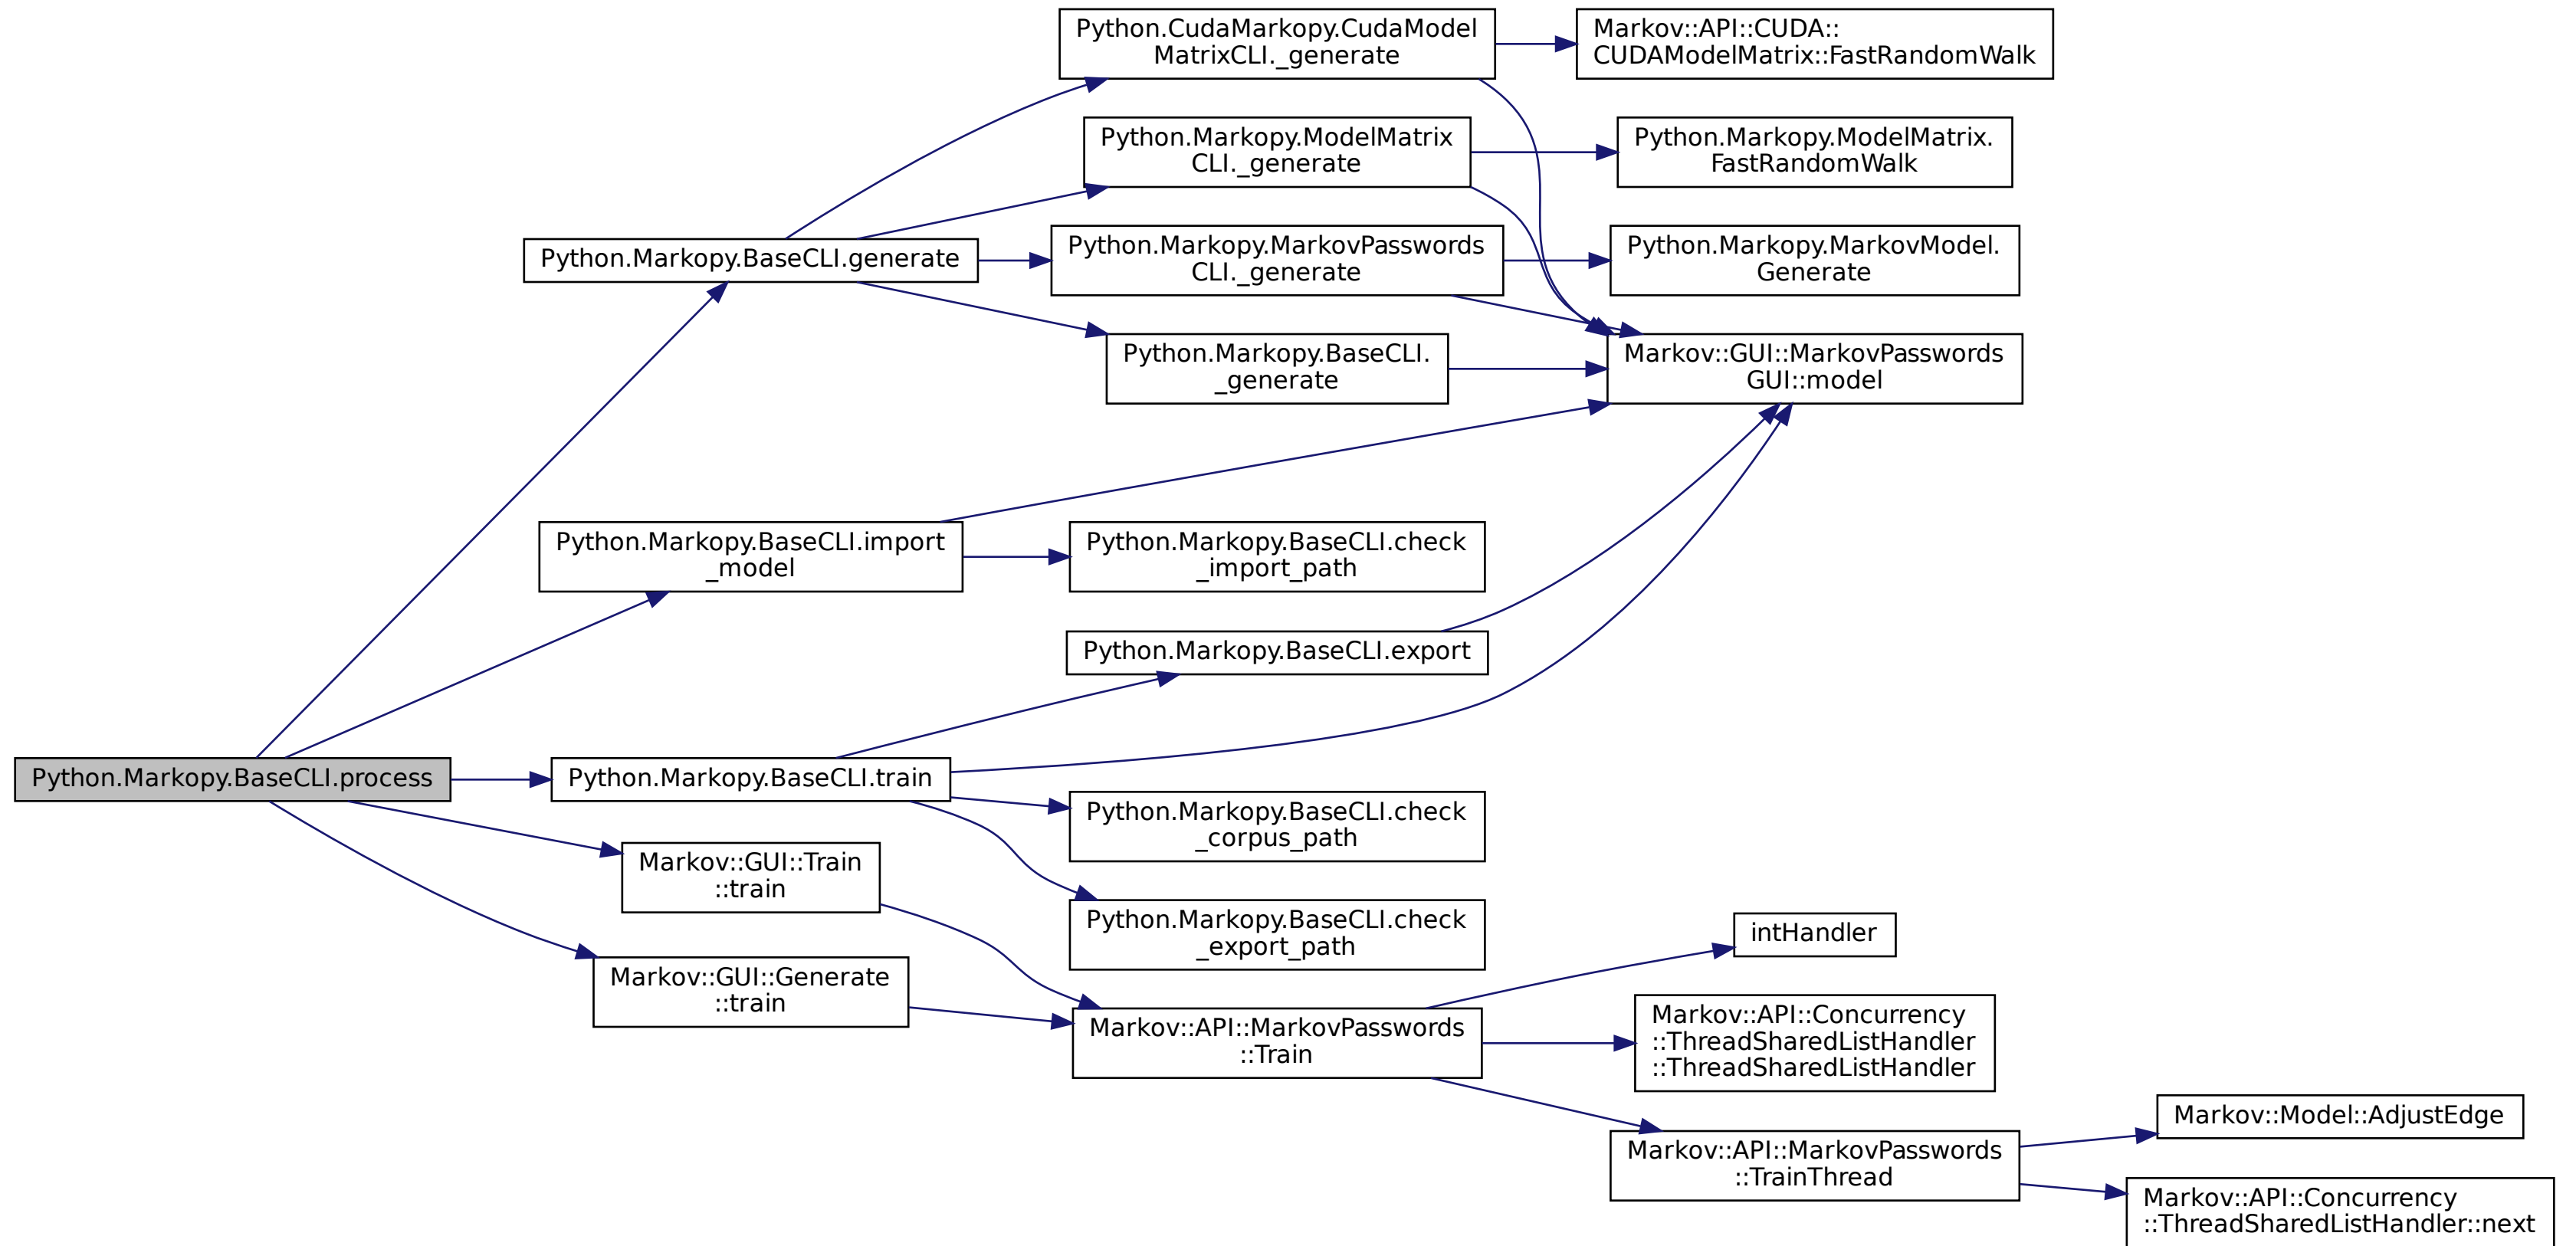 Python.CudaMarkopy.CudaModel
MatrixCLI._generate
Markov::API::CUDA::
CUDAModelMatrix::FastRandomWalk
Python.Markopy.ModelMatrix
CLI._generate
Python.Markopy.ModelMatrix.
FastRandomWalk
Python.Markopy.BaseCLI.generate
Python.Markopy.MarkovPasswords
CLI._generate
Python.Markopy.MarkovModel.
Generate
Python.Markopy.BaseCLI.
_generate
Markov::GUI::MarkovPasswords
GUI::model
Python.Markopy.BaseCLI.import
_model
Python.Markopy.BaseCLI.check
_import_path
Python.Markopy.BaseCLI.export
Python.Markopy.BaseCLI.process
Python.Markopy.BaseCLI.train
Python.Markopy.BaseCLI.check
_corpus_path
Markov::GUI::Train
::train
Python.Markopy.BaseCLI.check
_export_path
intHandler
Markov::GUI::Generate
::train
Markov::API::MarkovPasswords
::Train
Markov::API::Concurrency
::ThreadSharedListHandler
::ThreadSharedListHandler
Markov::API::MarkovPasswords
::TrainThread
Markov::Model::AdjustEdge
Markov::API::Concurrency
::ThreadSharedListHandler::next